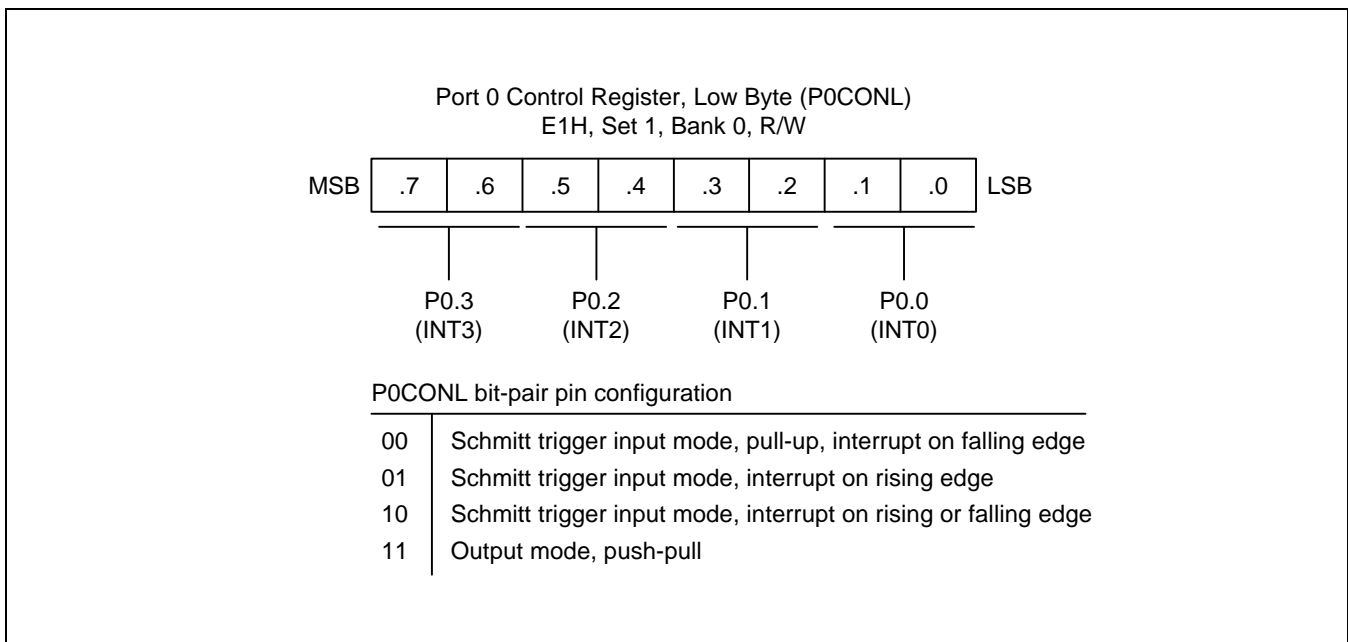 Port 0 Control Register, Low Byte (P0CONL)
E1H, Set 1, Bank 0, R/W
MSB .7 .6 .5 .4 .3 .2 .1 .0 LSB
P0.3 P0.2 P0.1 P0.0
(INT3) (INT2) (INT1) (INT0)
P0CONL bit-pair pin configuration
00 Schmitt trigger input mode, pull-up, interrupt on falling edge
01 Schmitt trigger input mode, interrupt on rising edge
10 Schmitt trigger input mode, interrupt on rising or falling edge
11 Output mode, push-pull